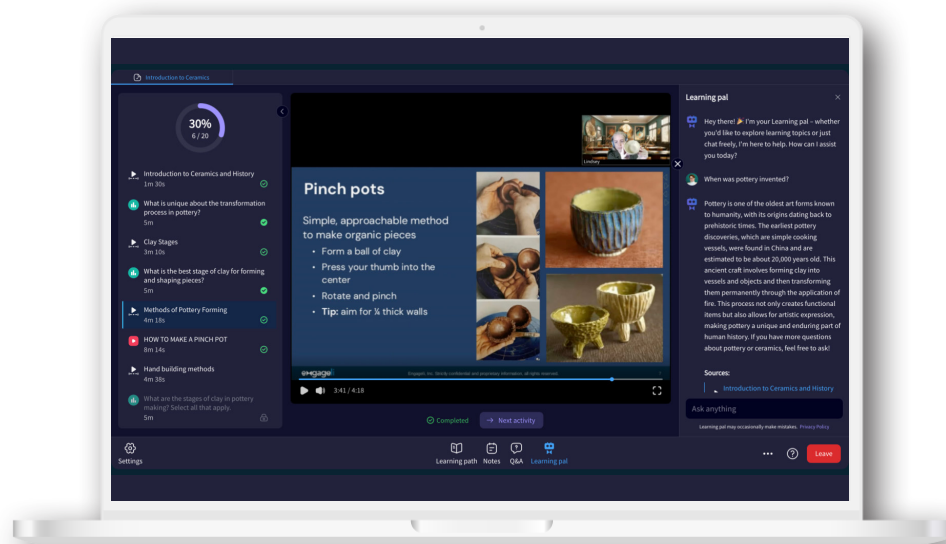 Introduction to Ceramics
30%
6 / 20
Introduction to Ceramics and History
1m 30s
What is unique about the transformation
process in pottery?
5m
Clay Stages
3m 10s
What is the best stage of clay for forming
and shaping pieces?
5m
Methods of Pottery Forming
4m 18s
HOW TO MAKE A PINCH POT
8m 14s
Hand building methods
4m 38s
What are the stages of clay in pottery
making? Select all that apply.
5m
Lindsey
Pinch pots
Simple, approachable method
to make organic pieces
• Form a ball of clay
• Press your thumb into the
center
• Rotate and pinch
• Tip: aim for ¼ thick walls
engageli
Engageli, Inc. Strictly confidential and proprietary information, all rights reserved.
3:41 / 4:18
Completed
Next activity
Learning pal
Hey there! 🎉 I'm your Learning pal – whether
you'd like to explore learning topics or just
chat freely, I'm here to help. How can I assist
you today?
When was pottery invented?
Pottery is one of the oldest art forms known
to humanity, with its origins dating back to
prehistoric times. The earliest pottery
discoveries, which are simple cooking
vessels, were found in China and are
estimated to be about 20,000 years old. This
ancient craft involves forming clay into
vessels and objects and then transforming
them permanently through the application of
fire. This process not only creates functional
items but also allows for artistic expression,
making pottery a unique and enduring part of
human history. If you have more questions
about pottery or ceramics, feel free to ask!
Sources:
Introduction to Ceramics and History
Ask anything
Learning pal may occasionally make mistakes. Privacy Policy
Settings
Learning path
Notes
Q&A
Learning pal
Leave